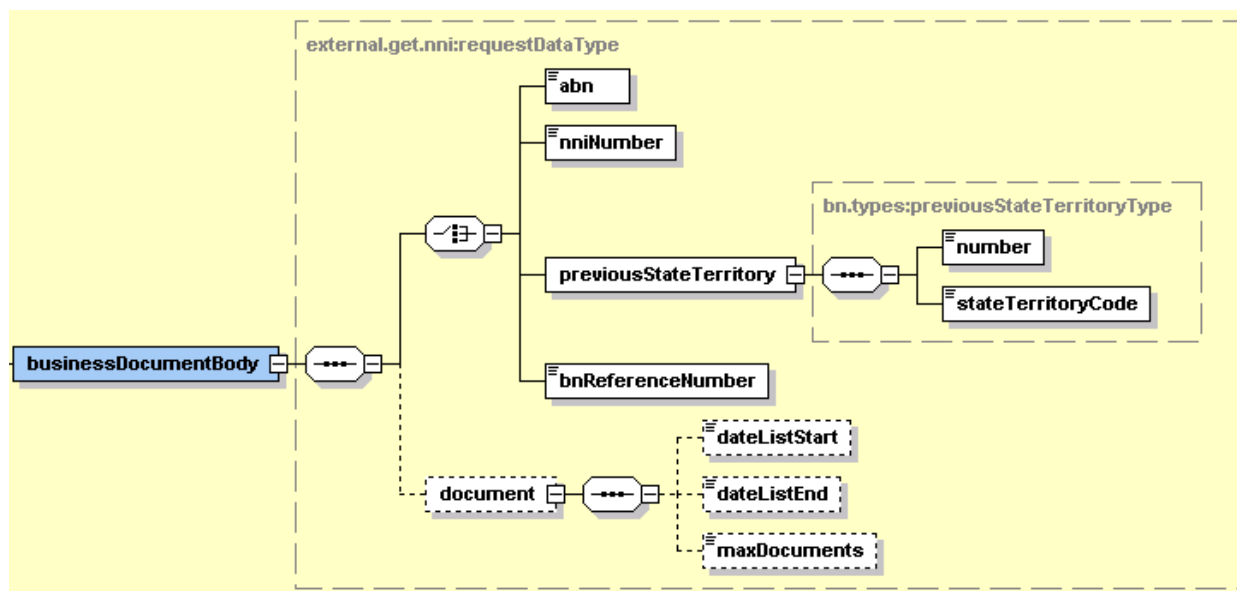 external.get.nni:requestDataType
abn
nniNumber
bn.types:previousStateTerritoryType
number
previousStateTerritory
stateTerritoryCode
businessDocumentBody
bnReferenceNumber
dateListStart
document
dateListEnd
maxDocuments